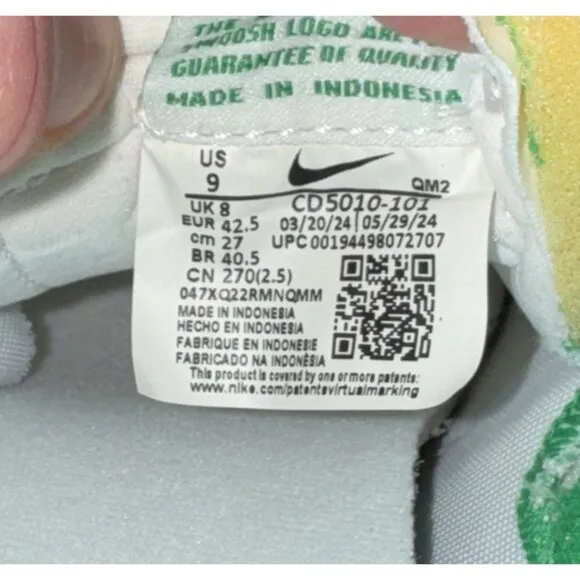 THE
SWOOSH LOGO ARE
GUARANTEE OF QUALITY
MADE IN INDONESIA
US
9
QM2
UK 8 CD5010-101
EUR 42.5 03/20/24 | 05/29/24
cm 27 UPC 00194498072707
BR 40.5
CN 270(2.5)
047XQ22RMNQMM
MADE IN INDONESIA
HECHO EN INDONESIA
FABRIQUE EN INDONESIE
FABRICADO NA INDONÉSIA
This product is covered by one or more patents:
www.nike.com/patentsvirtualmarking